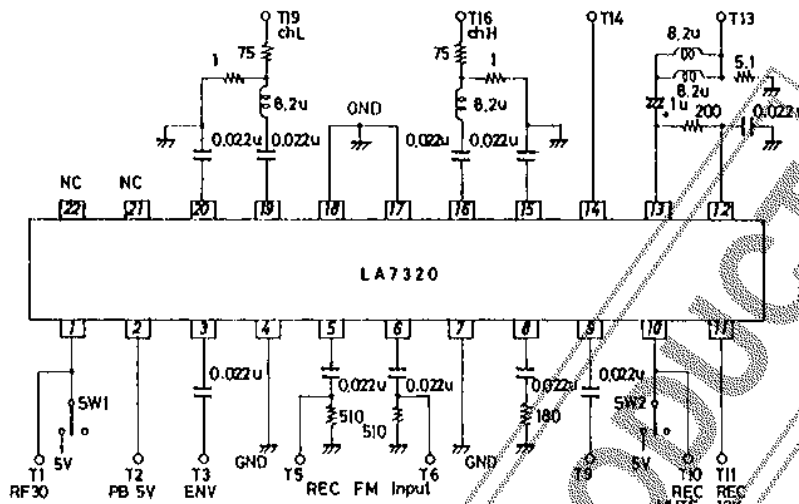 T19 T16 T14 T13
chL chH
8,2u
75 75
1 1
5.1
8,2u
8,2u 8,2u
1u
+
200
GND
0.022u
0.022u 0.022u 0.022u 0.022u
NC NC
22 21 20 19 18 17 16 15 14 13 12
LA7320
1 2 3 4 5 6 7 8 9 10 11
0.022u 0.022u 0.022u 0.022u 0.022u
SW1 SW2
510 510 180
GND GND
5V 5V
T1 T2 T3 T5 T6 T9 T10 T11
RF30 PB 5V ENV REC FM Input REC REC
ODUCT